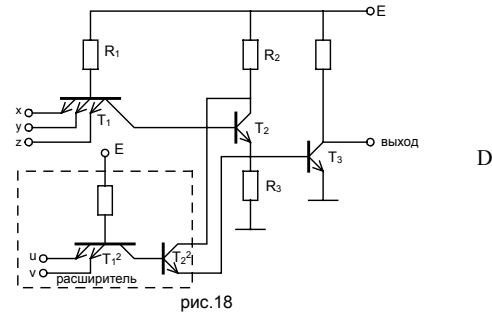 E
R₁
R₂
x
y
z
T₁
T₂
выход
T₃
D
E
R₃
u
v
T₁²
T₂²
расширитель
рис.18